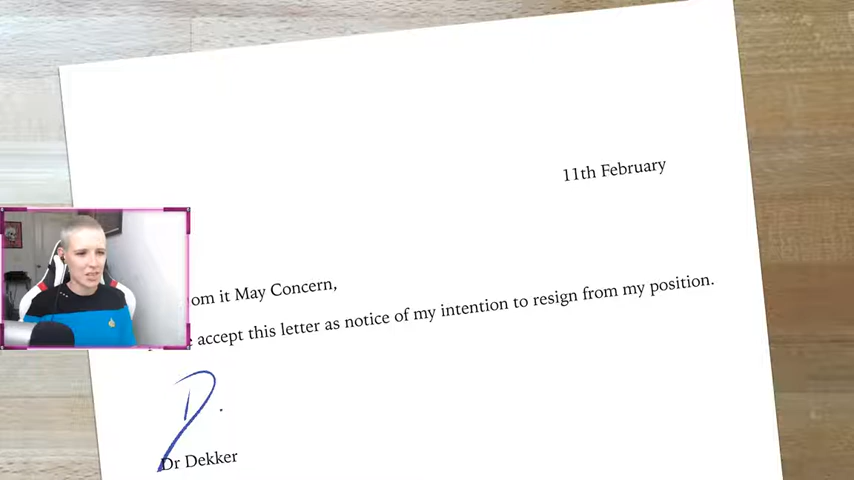 11th February
om it May Concern,
accept this letter as notice of my intention to resign from my position.
D.
Dr Dekker